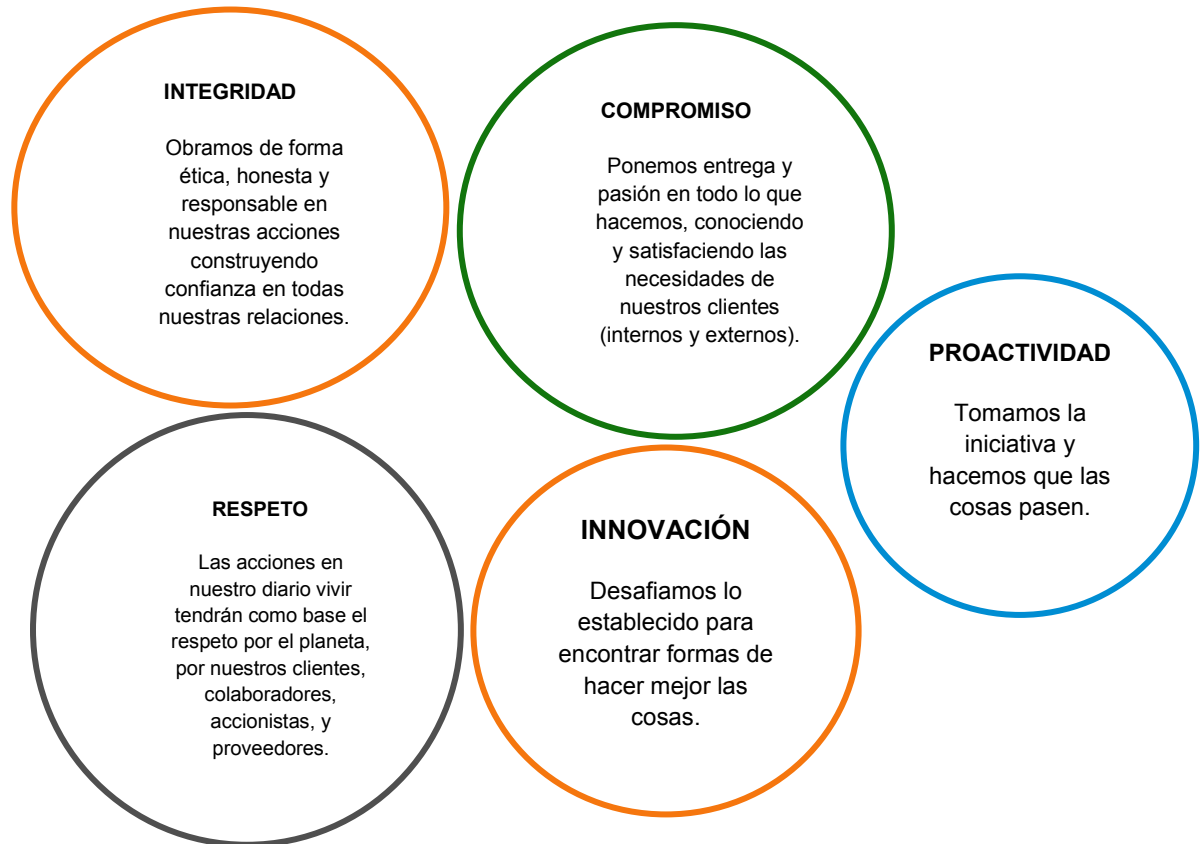 INTEGRIDAD
Obramos de forma
ética, honesta y
responsable en
nuestras acciones
construyendo
confianza en todas
nuestras relaciones.
COMPROMISO
Ponemos entrega y
pasión en todo lo que
hacemos, conociendo
y satisfaciendo las
necesidades de
nuestros clientes
(internos y externos).
PROACTIVIDAD
Tomamos la
iniciativa y
hacemos que las
cosas pasen.
RESPETO
Las acciones en
nuestro diario vivir
tendrán como base el
respeto por el planeta,
por nuestros clientes,
colaboradores,
accionistas, y
proveedores.
INNOVACIÓN
Desafiamos lo
establecido para
encontrar formas de
hacer mejor las
cosas.